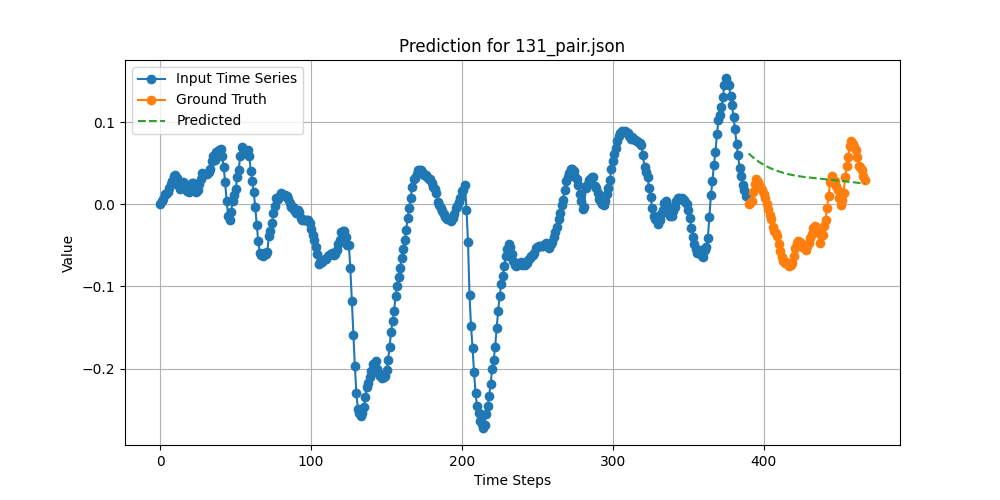 Prediction for 131_pair.json
Input Time Series
Ground Truth
Predicted
0.1
0.0
−0.1
−0.2
Value
0 100 200 300 400
Time Steps